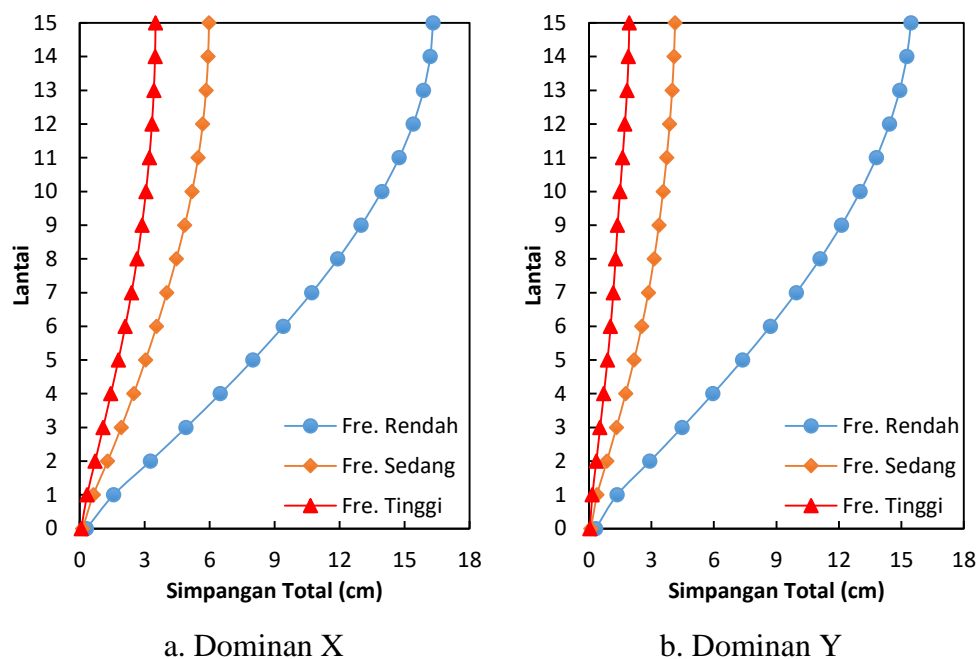 15
14
13
12
11
10
9
8
7
6
5
4
3
2
1
0
Lantai
Fre. Rendah
Fre. Sedang
Fre. Tinggi
0 3 6 9 12 15 18
Simpangan Total (cm)
a. Dominan X
15
14
13
12
11
10
9
8
7
6
5
4
3
2
1
0
Lantai
Fre. Rendah
Fre. Sedang
Fre. Tinggi
0 3 6 9 12 15 18
Simpangan Total (cm)
b. Dominan Y